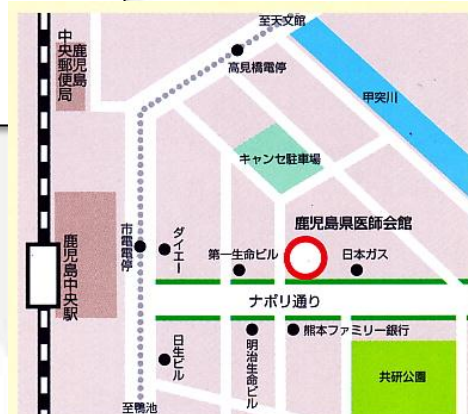 至天文館
鹿児島
中央郵便局
高見橋電停
甲突川
キャンセ駐車場
鹿児島県医師会館
市電電停
ダイエー
第一生命ビル
日本ガス
鹿児島中央駅
ナポリ通り
日生ビル
明治生命ビル
熊本ファミリー銀行
共研公園
至鴨池